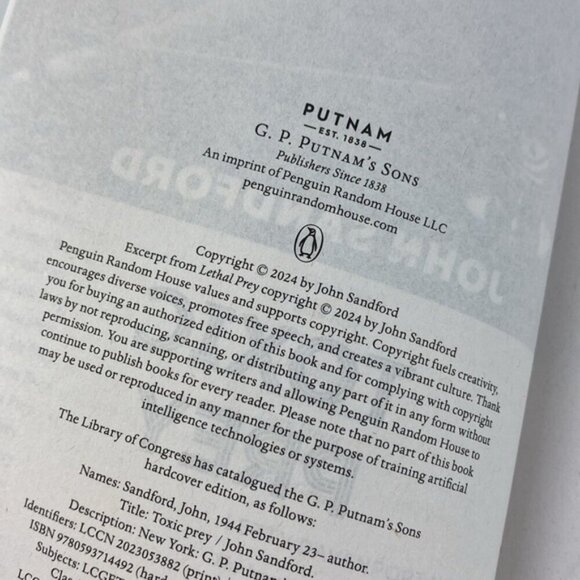 PUTNAM
—EST. 1838—
G. P. PUTNAM'S SONS
Publishers Since 1838
An imprint of Penguin Random House LLC
penguinrandomhouse.com
Copyright © 2024 by John Sandford
Excerpt from Lethal Prey copyright © 2024 by John Sandford
Penguin Random House values and supports copyright. Copyright fuels creativity,
encourages diverse voices, promotes free speech, and creates a vibrant culture. Thank
you for buying an authorized edition of this book and for complying with copyright
laws by not reproducing, scanning, or distributing any part of it in any form without
permission. You are supporting writers and allowing Penguin Random House to
continue to publish books for every reader. Please note that no part of this book
may be used or reproduced in any manner for the purpose of training artificial
intelligence technologies or systems.
The Library of Congress has catalogued the G. P. Putnam's Sons
hardcover edition, as follows:
Names: Sandford, John, 1944 February 23– author.
Title: Toxic prey / John Sandford.
Description: New York: G. P. Putnam's
Identifiers: LCCN 2023053882 (print)
ISBN 9780593714492 (hard
Subjects: LCGFT
JOHN SANDFORD
TOXIC
PREY